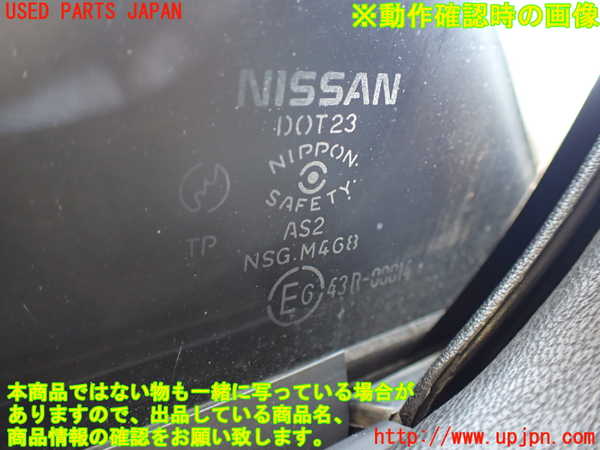 USED PARTS JAPAN
※動作確認時の画像
NISSAN
DOT23
NIPPON.
SAFETY.
AS2
TP
NSG.M4G8
E6 43R-00014
本商品ではない物も一緒に写っている場合が
ありますので、出品している商品名、
商品情報の確認をお願い致します。
http://www.upjpn.com/